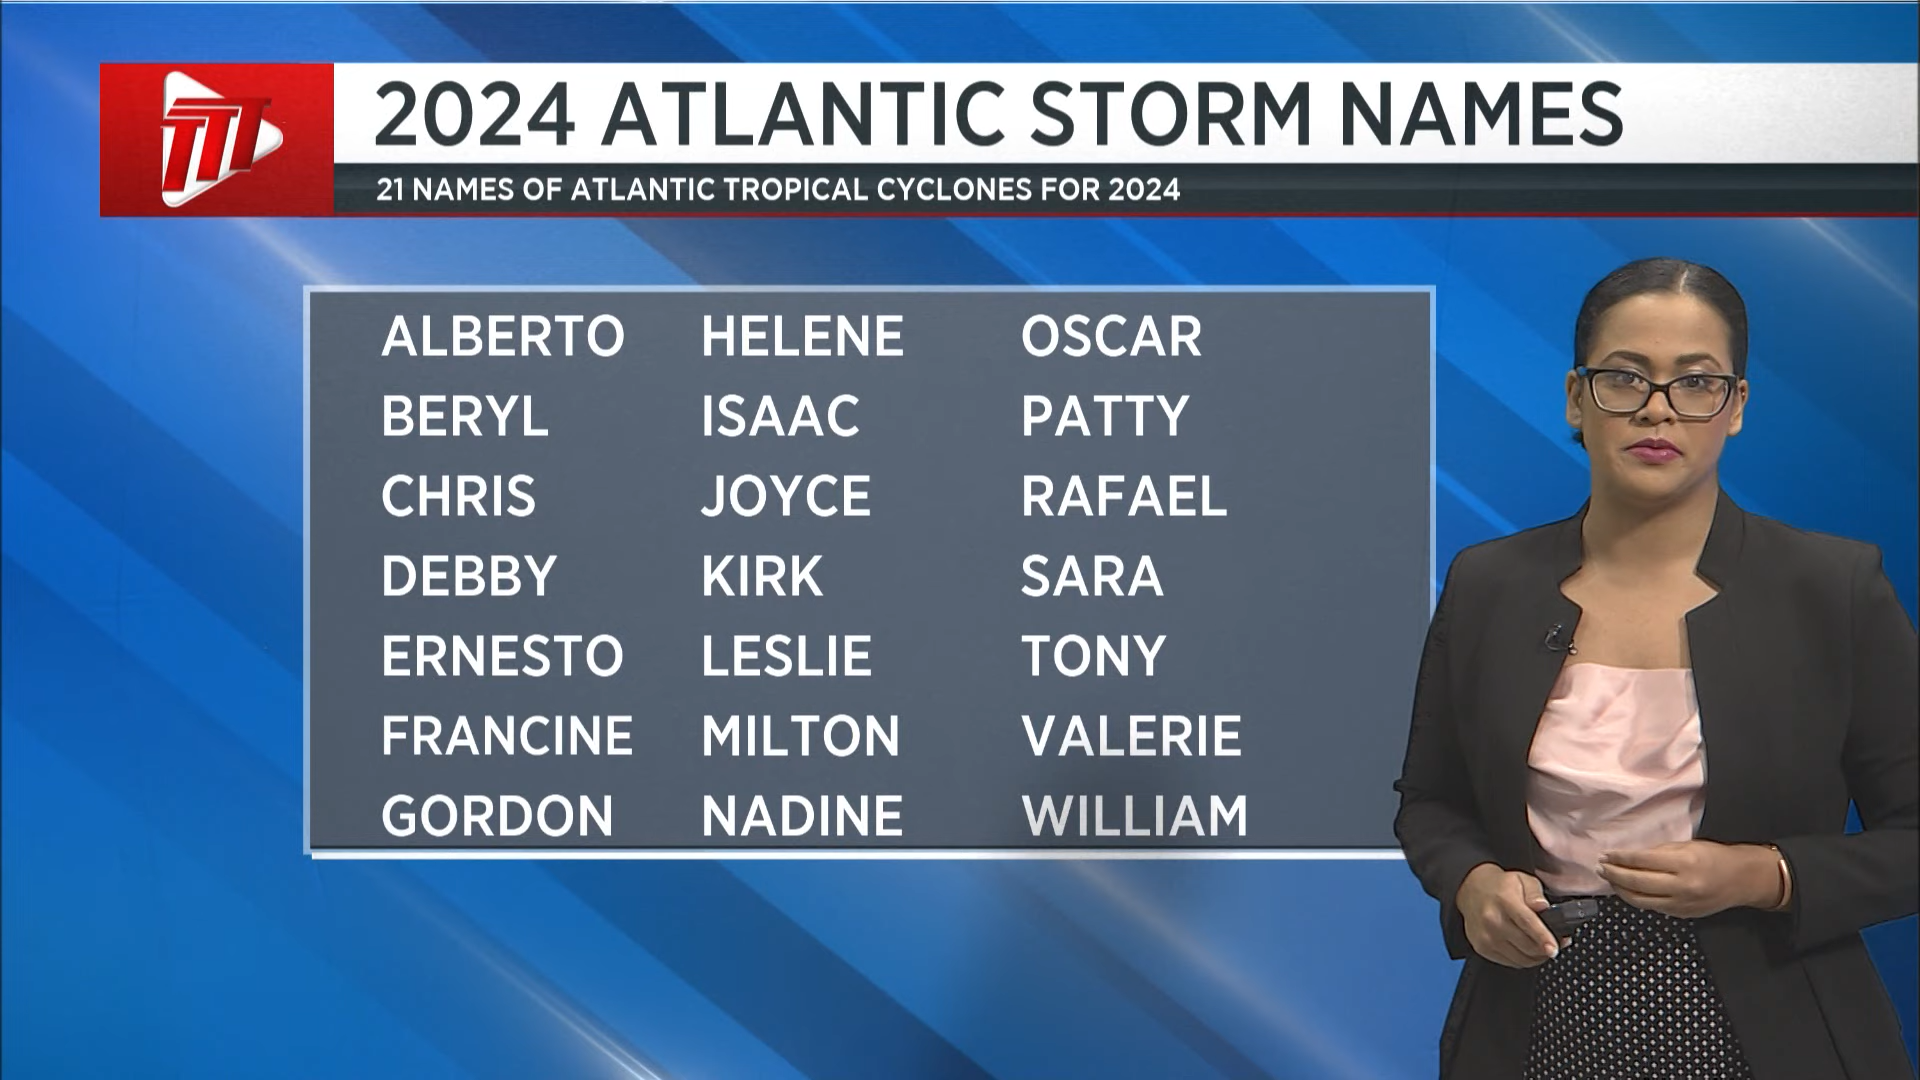 TTT
2024 ATLANTIC STORM NAMES
21 NAMES OF ATLANTIC TROPICAL CYCLONES FOR 2024
ALBERTO
BERYL
CHRIS
DEBBY
ERNESTO
FRANCINE
GORDON
HELENE
ISAAC
JOYCE
KIRK
LESLIE
MILTON
NADINE
OSCAR
PATTY
RAFAEL
SARA
TONY
VALERIE
WILLIAM